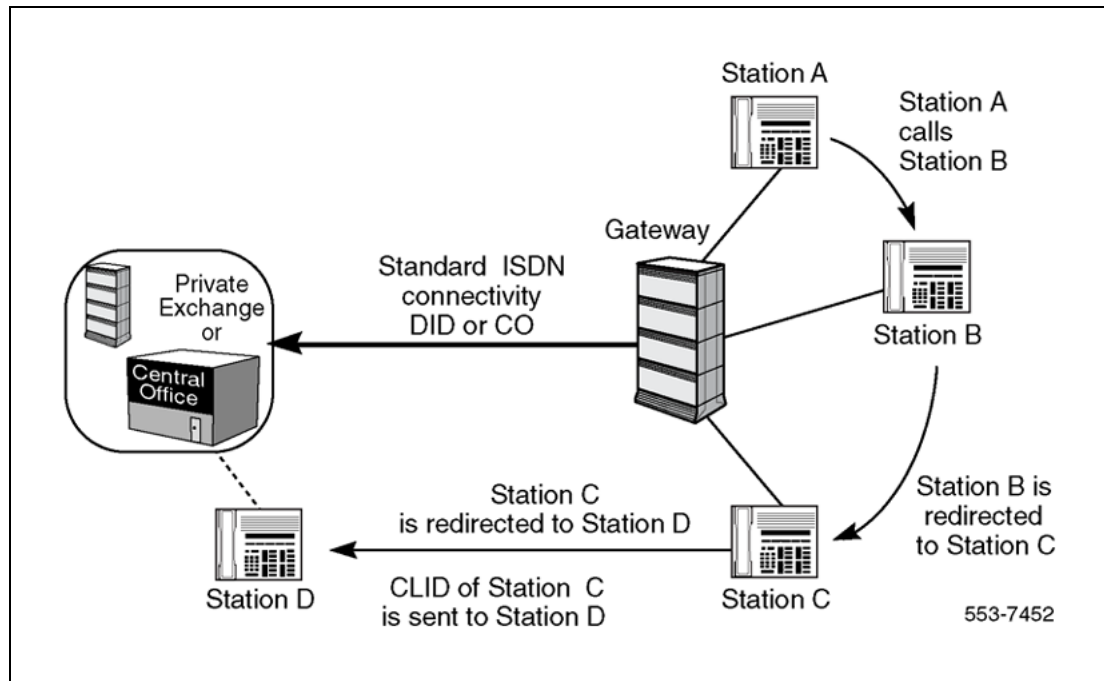 Station A
Station A
calls
Station B
Gateway
Standard ISDN
connectivity
DID or CO
Private
Exchange
or
Central
Office
Station B
Station C
is redirected to Station D
Station B is
redirected
to Station C
Station D
CLID of Station C
is sent to Station D
Station C
553-7452